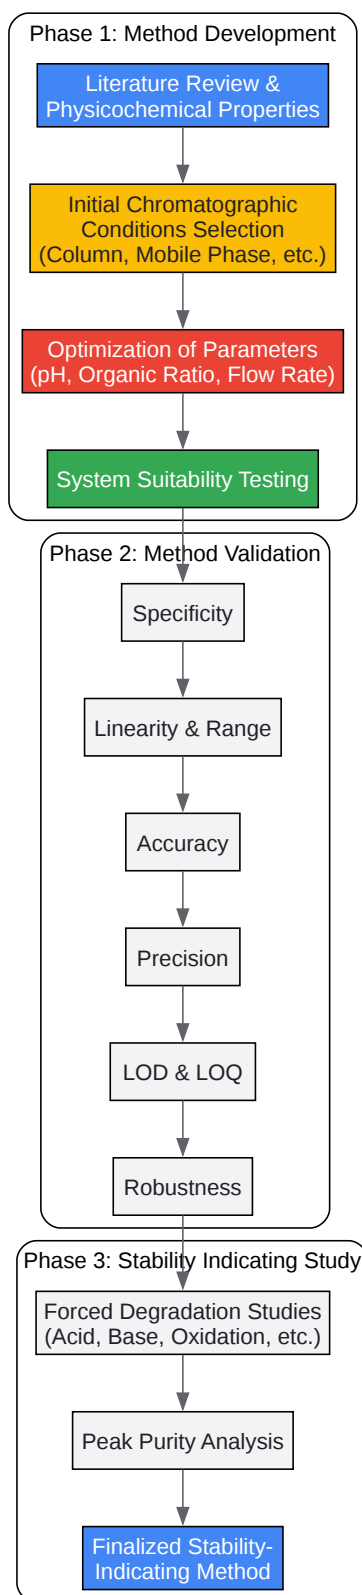 Phase 1: Method Development
Literature Review &
Physicochemical Properties
Initial Chromatographic
Conditions Selection
(Column, Mobile Phase, etc.)
Optimization of Parameters
(pH, Organic Ratio, Flow Rate)
System Suitability Testing
Phase 2: Method Validation
Specificity
Linearity & Range
Accuracy
Precision
LOD & LOQ
Robustness
Phase 3: Stability Indicating Study
Forced Degradation Studies
(Acid, Base, Oxidation, etc.)
Peak Purity Analysis
Finalized Stability-
Indicating Method